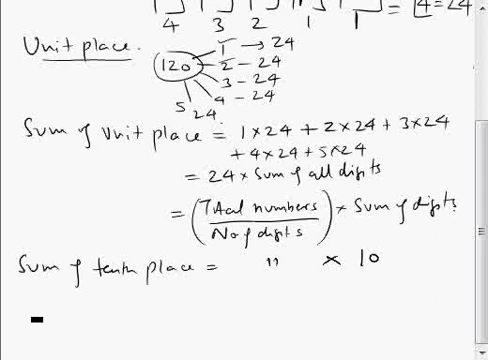 4 3 2 1 1 = ⌊4 = 24
Unit place.
120
1 → 24
2 - 24
3 - 24
4 - 24
5 24
Sum of Unit place = 1×24 + 2×24 + 3×24
+ 4×24 + 5×24
= 24 × Sum of all digits
= (Total numbers / No of digits) × Sum of digits
Sum of tenth place = " × 10